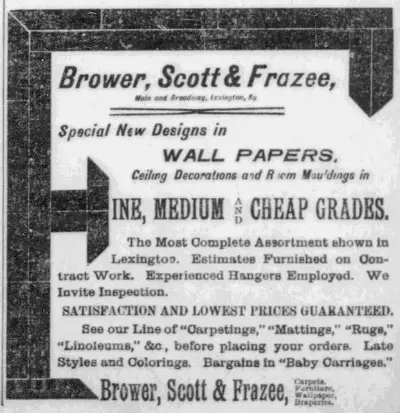 Brower, Scott & Frazee,
Main and Broadway, Lexington, Ky
Special New Designs in
WALL PAPERS.
Ceiling Decorations and Room Mouldings in
FINE, MEDIUM AND CHEAP GRADES.
The Most Complete Assortment shown in
Lexington. Estimates Furnished on Con-
tract Work. Experienced Hangers Employed. We
Invite Inspection.
SATISFACTION AND LOWEST PRICES GUARANTEED.
See our Line of "Carpetings," "Mattings," "Rugs,"
"Linoleums," &c., before placing your orders. Late
Styles and Colorings. Bargains in "Baby Carriages."
Brower, Scott & Frazee,
Carpets,
Furniture,
Wallpaper,
Draperies.